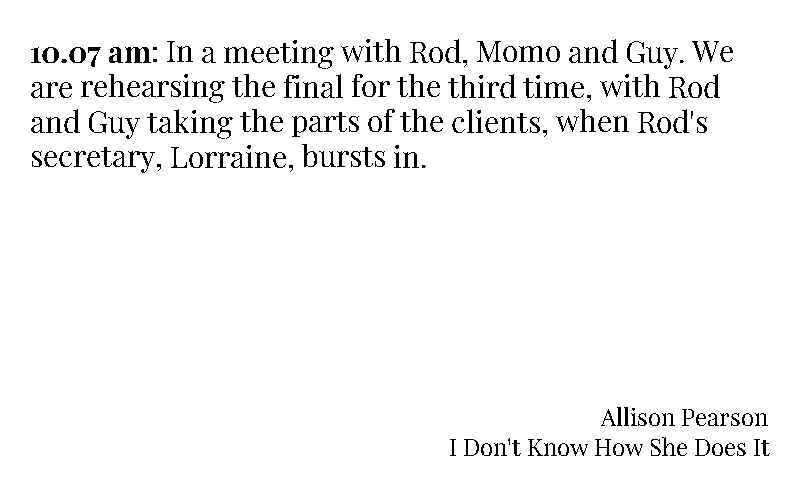 10.07 am: In a meeting with Rod, Momo and Guy. We
are rehearsing the final for the third time, with Rod
and Guy taking the parts of the clients, when Rod's
secretary, Lorraine, bursts in.
Allison Pearson
I Don't Know How She Does It